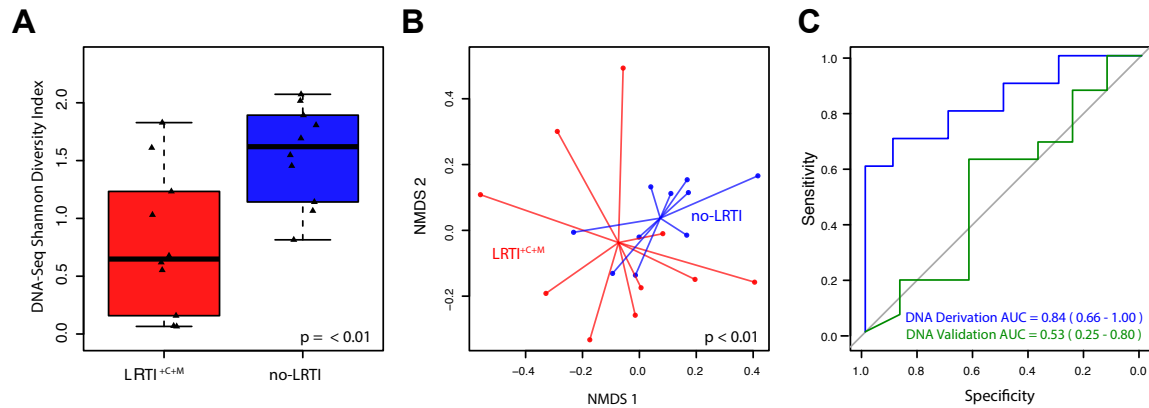 A
DNA-Seq Shannon Diversity Index
2.0
1.5
1.0
0.5
0.0
p = < 0.01
LRTI +C+M
no-LRTI
B
NMDS 2
0.4
0.2
0.0
−0.2
no-LRTI
LRTI+C+M
p < 0.01
−0.4
−0.2
0.0
0.2
0.4
NMDS 1
C
Sensitivity
1.0
0.8
0.6
0.4
0.2
0.0
DNA Derivation AUC = 0.84 ( 0.66 - 1.00 )
DNA Validation AUC = 0.53 ( 0.25 - 0.80 )
1.0
0.8
0.6
0.4
0.2
0.0
Specificity